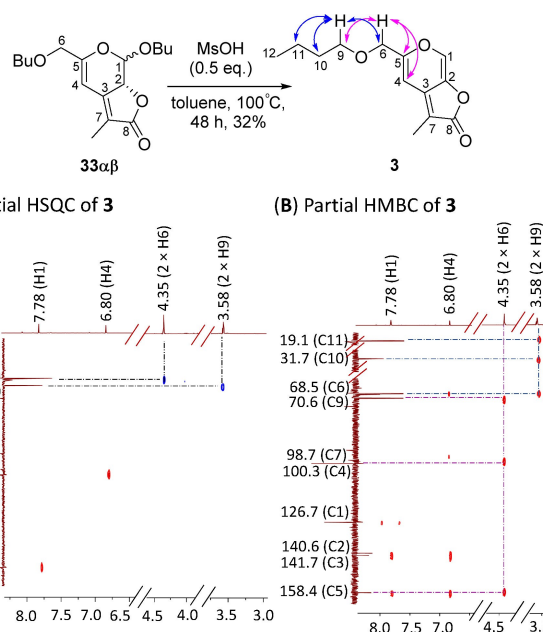 6
BuO
O
OBu
5
1
4
3
2
O
7
8
O
33αβ
MsOH
(0.5 eq.)
toluene, 100°C,
48 h, 32%
H
H
12
11
10
9
O
6
5
O
1
4
3
2
O
7
8
O
3
tial HSQC of 3
7.78 (H1)
6.80 (H4)
4.35 (2 × H6)
3.58 (2 × H9)
8.0 7.5 7.0 6.5 4.5 4.0 3.5 3.0
(B) Partial HMBC of 3
7.78 (H1)
6.80 (H4)
4.35 (2 × H6)
3.58 (2 × H9)
19.1 (C11)
31.7 (C10)
68.5 (C6)
70.6 (C9)
98.7 (C7)
100.3 (C4)
126.7 (C1)
140.6 (C2)
141.7 (C3)
158.4 (C5)
8.0 7.5 7.0 4.5 3.